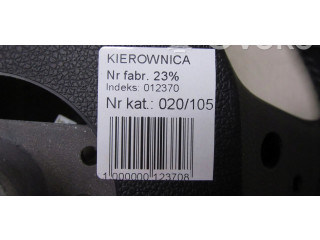 KIEROWNICA
Nr fabr. 23%
Indeks: 012370
Nr kat.: 020/105
1 000000 123708